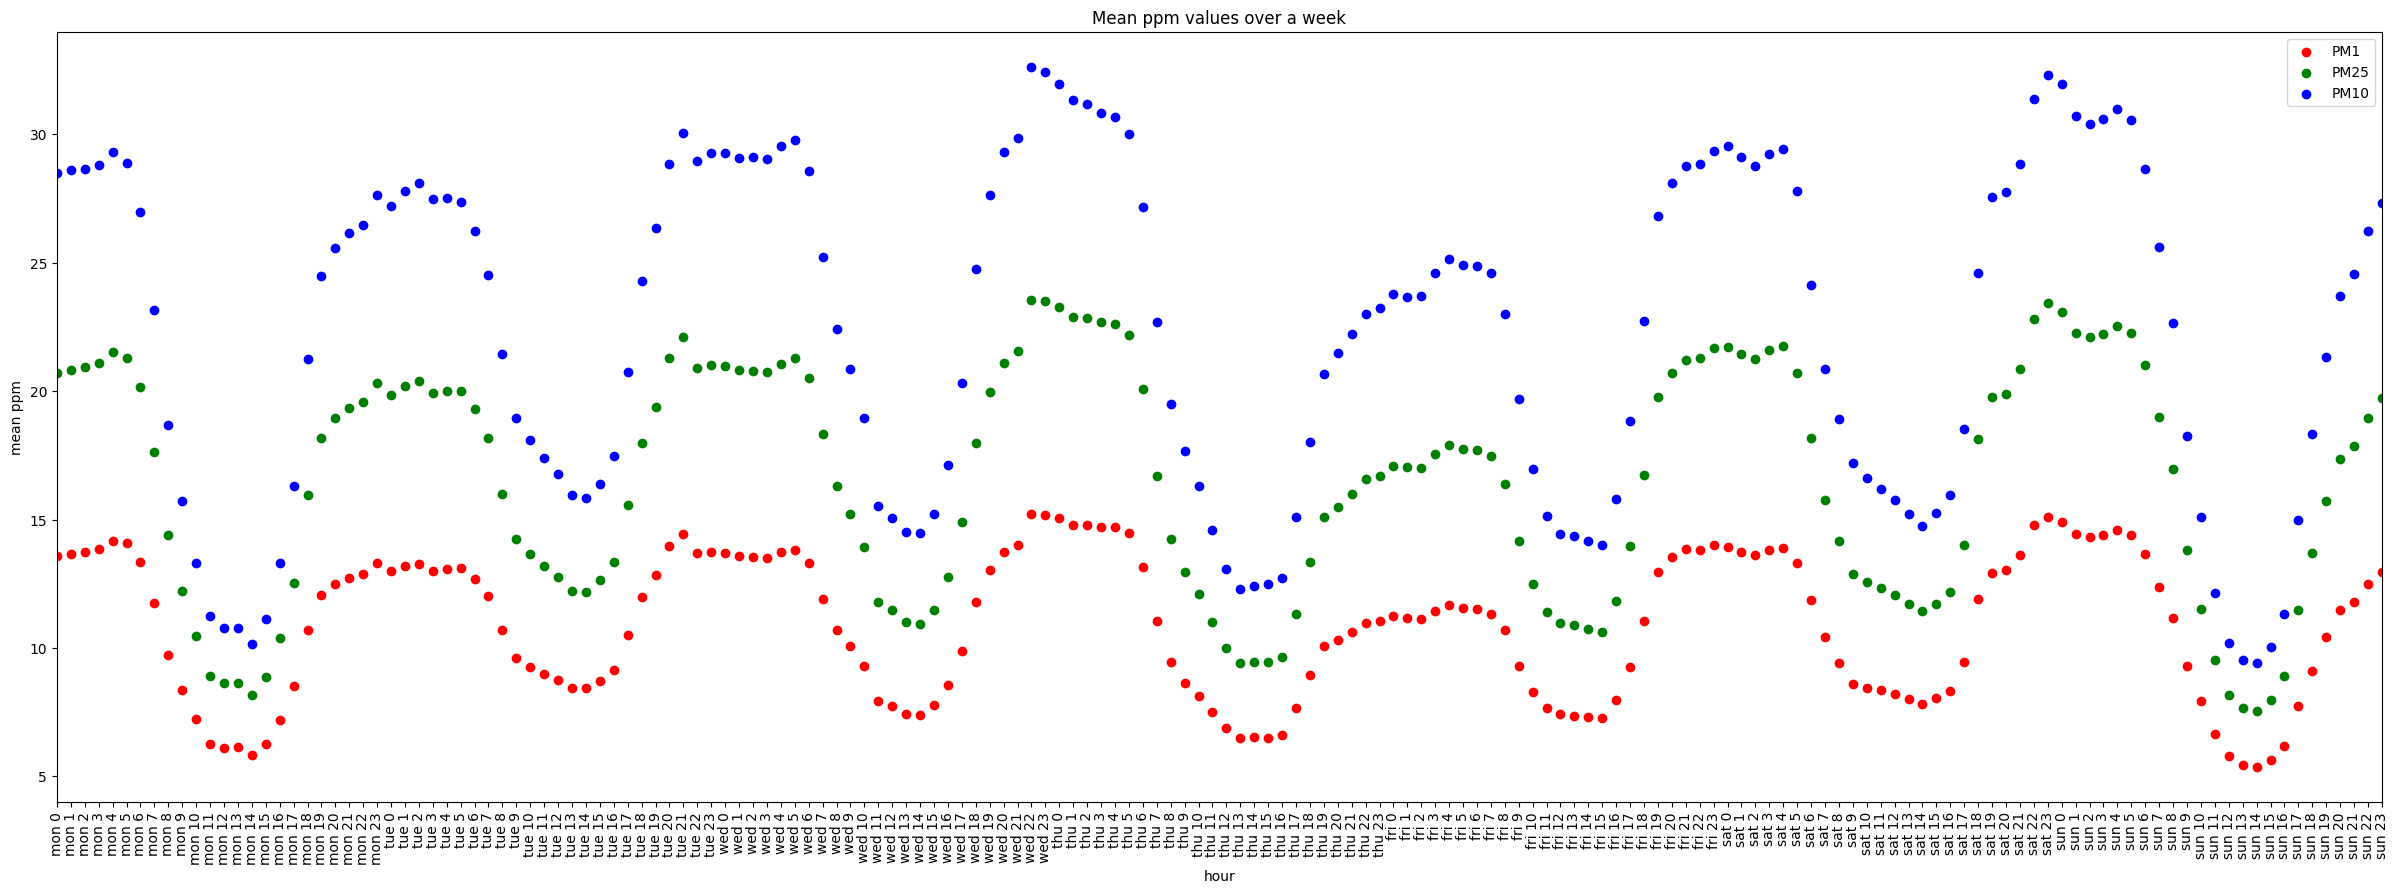 Mean ppm values over a week
PM1
PM25
PM10
mean ppm
30
25
20
15
10
5
mon 0
mon 1
mon 2
mon 3
mon 4
mon 5
mon 6
mon 7
mon 8
mon 9
mon 10
mon 11
mon 12
mon 13
mon 14
mon 15
mon 16
mon 17
mon 18
mon 19
mon 20
mon 21
mon 22
mon 23
tue 0
tue 1
tue 2
tue 3
tue 4
tue 5
tue 6
tue 7
tue 8
tue 9
tue 10
tue 11
tue 12
tue 13
tue 14
tue 15
tue 16
tue 17
tue 18
tue 19
tue 20
tue 21
tue 22
tue 23
wed 0
wed 1
wed 2
wed 3
wed 4
wed 5
wed 6
wed 7
wed 8
wed 9
wed 10
wed 11
wed 12
wed 13
wed 14
wed 15
wed 16
wed 17
wed 18
wed 19
wed 20
wed 21
wed 22
wed 23
thu 0
thu 1
thu 2
thu 3
thu 4
thu 5
thu 6
thu 7
thu 8
thu 9
thu 10
thu 11
thu 12
thu 13
thu 14
thu 15
thu 16
thu 17
thu 18
thu 19
thu 20
thu 21
thu 22
thu 23
fri 0
fri 1
fri 2
fri 3
fri 4
fri 5
fri 6
fri 7
fri 8
fri 9
fri 10
fri 11
fri 12
fri 13
fri 14
fri 15
fri 16
fri 17
fri 18
fri 19
fri 20
fri 21
fri 22
fri 23
sat 0
sat 1
sat 2
sat 3
sat 4
sat 5
sat 6
sat 7
sat 8
sat 9
sat 10
sat 11
sat 12
sat 13
sat 14
sat 15
sat 16
sat 17
sat 18
sat 19
sat 20
sat 21
sat 22
sat 23
sun 0
sun 1
sun 2
sun 3
sun 4
sun 5
sun 6
sun 7
sun 8
sun 9
sun 10
sun 11
sun 12
sun 13
sun 14
sun 15
sun 16
sun 17
sun 18
sun 19
sun 20
sun 21
sun 22
sun 23
hour